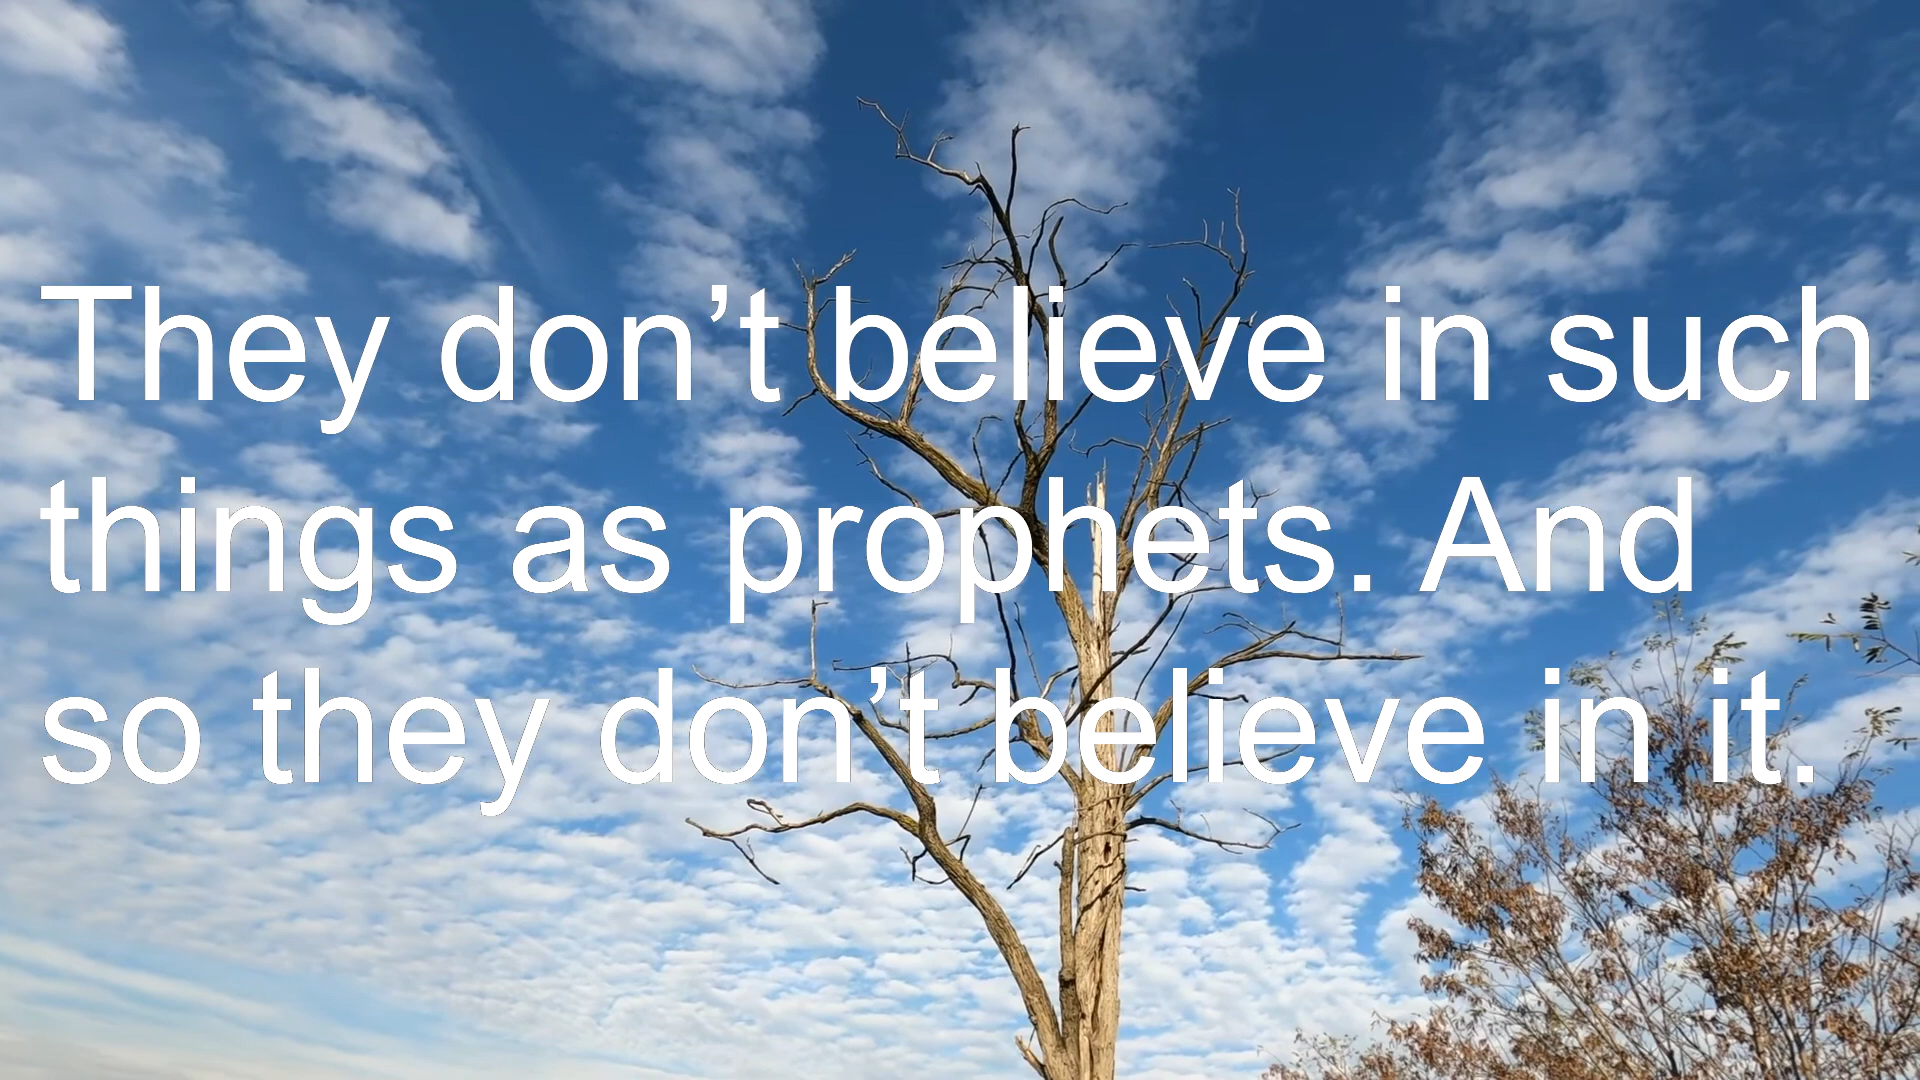 They don’t believe in such
things as prophets. And
so they don’t believe in it.